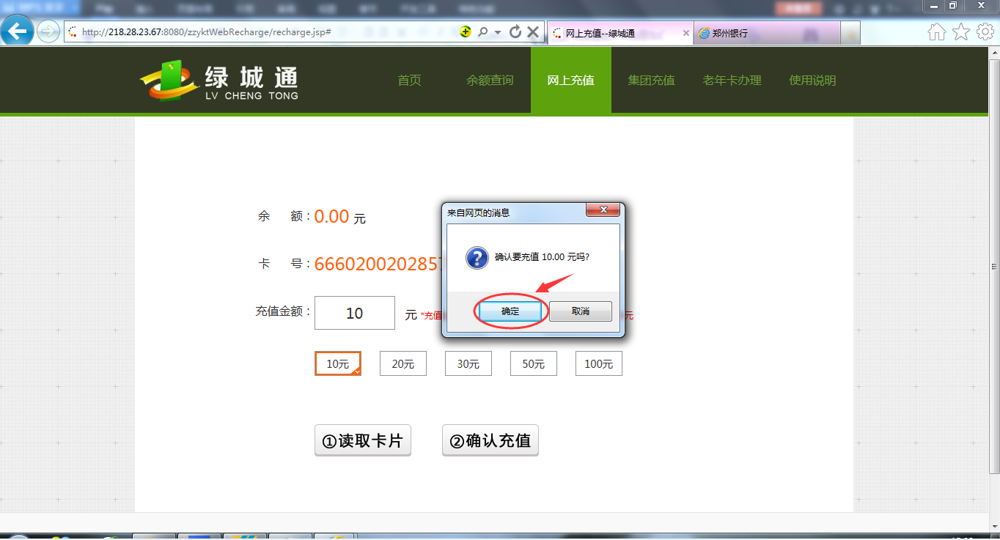 http://218.28.23.67:8080/zzyktWebRecharge/recharge.jsp#
网上充值--绿城通
郑州银行
绿城通
LV CHENG TONG
首页
余额查询
网上充值
集团充值
老年卡办理
使用说明
余 额：0.00 元
来自网页的消息
确认要充值 10.00 元吗?
确定
取消
卡 号：666020020285
充值金额：10 元 *充值
元
10元
20元
30元
50元
100元
①读取卡片
②确认充值